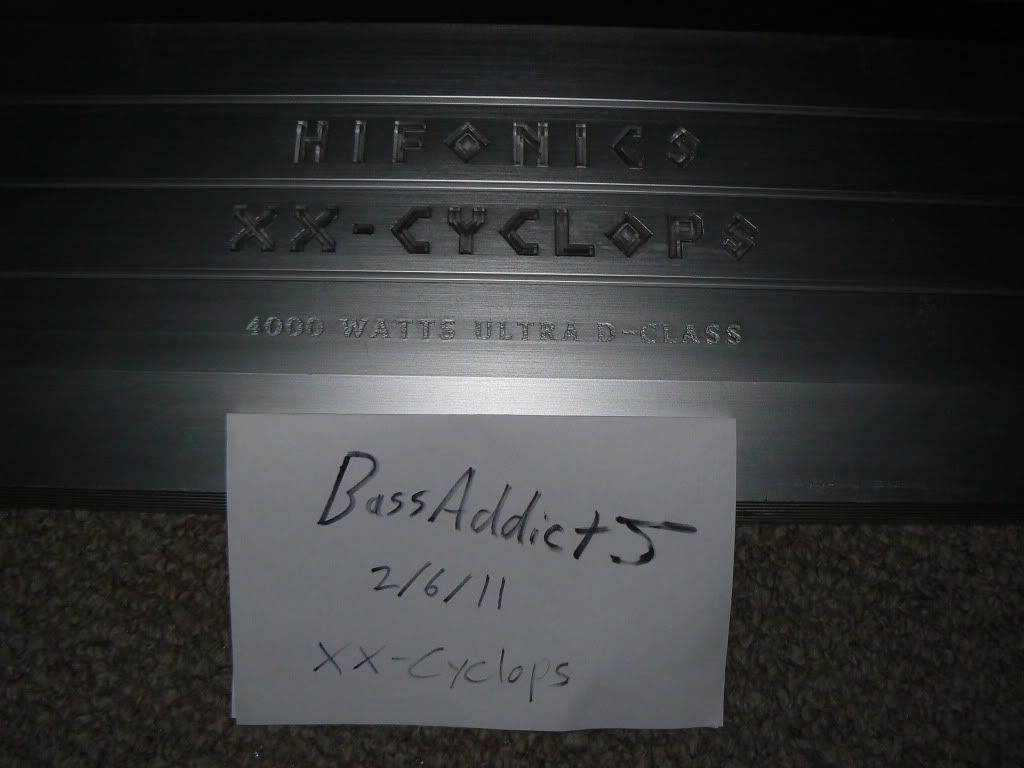 HIFONICS
XX-CYCLOPS
4000 WATTS ULTRA D-CLASS
BassAddict5
2/6/11
XX-Cyclops